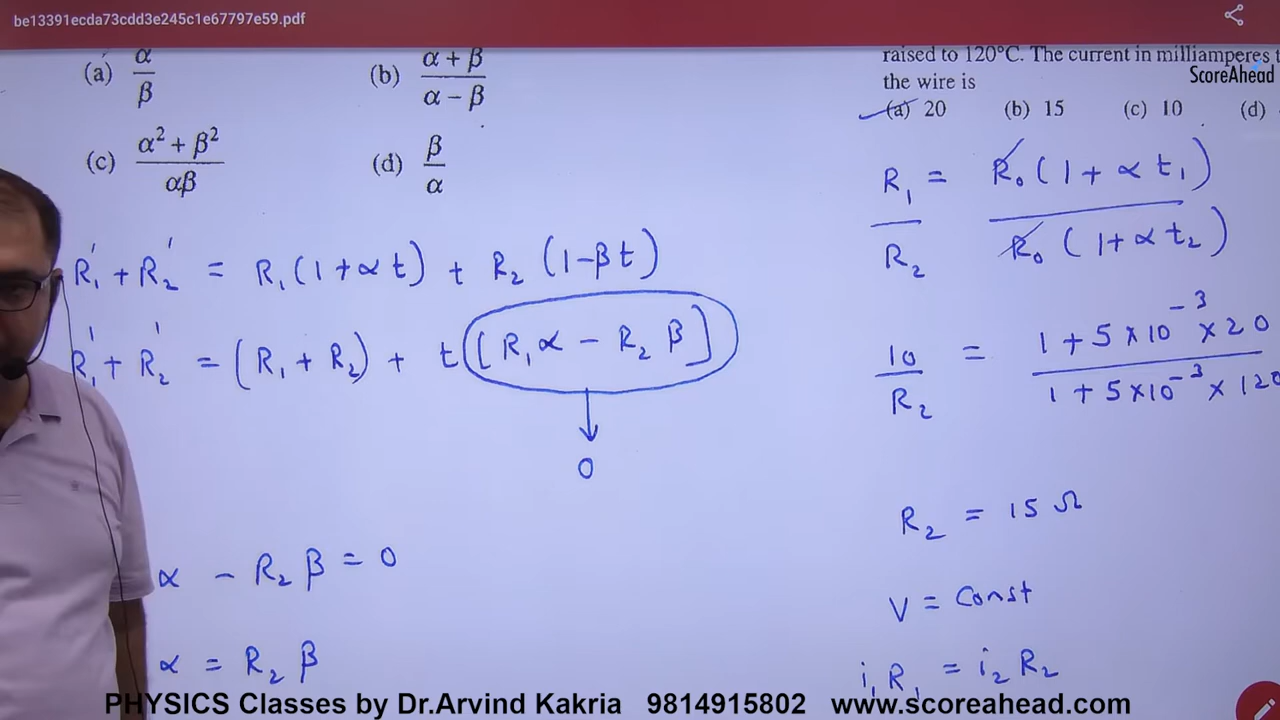 be13391ecda73cdd3e245c1e67797e59.pdf
(a) α/β (b) (α + β)/(α – β)
(c) (α² + β²)/(αβ) (d) β/α
R₁' + R₂' = R₁(1 + αt) + R₂(1-βt)
R₁' + R₂' = (R₁ + R₂) + t[R₁α - R₂β]
0
α - R₂β = 0
α = R₂β
raised to 120°C. The current in milliamperes
ScoreAhead
the wire is
(a) 20 (b) 15 (c) 10 (d)
R₁/R₂ = R₀(1 + αt₁)/R₀(1+αt₂)
10/R₂ = (1 + 5×10⁻³×20)/(1 + 5×10⁻³×120
R₂ = 15 Ω
V = Const
i₁R₁ = i₂R₂
PHYSICS Classes by Dr.Arvind Kakria 9814915802 www.scoreahead.com